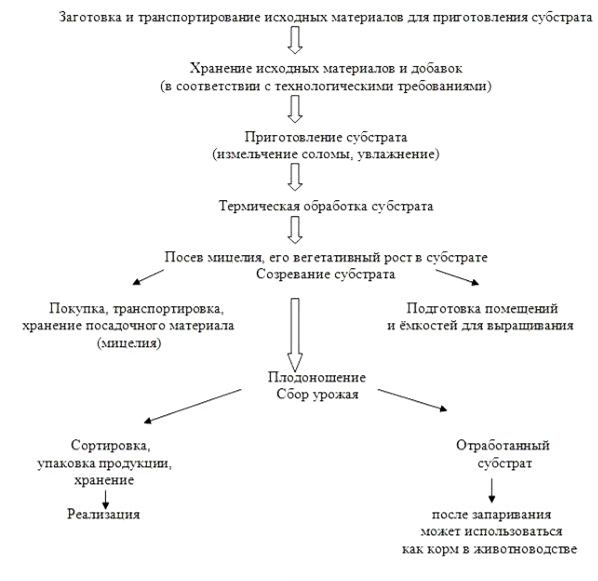 Заготовка и транспортирование исходных материалов для приготовления субстрата
Хранение исходных материалов и добавок
(в соответствии с технологическими требованиями)
Приготовление субстрата
(измельчение соломы, увлажнение)
Термическая обработка субстрата
Посев мицелия, его вегетативный рост в субстрате
Созревание субстрата
Покупка, транспортировка,
хранение посадочного материала
(мицелия)
Подготовка помещений
и ёмкостей для выращивания
Плодоношение
Сбор урожая
Сортировка,
упаковка продукции,
хранение
Реализация
Отработанный
субстрат
после запаривания
может использоваться
как корм в животноводстве